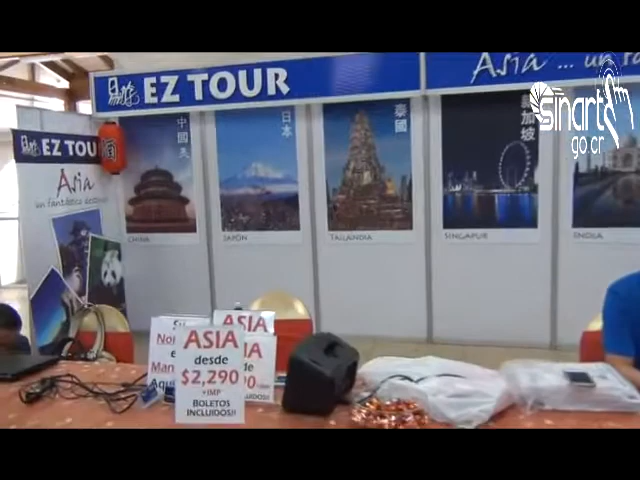 EZ TOUR
Asia ... un fa
sinart
go.cr
EZ TOUR
Asia
un fantástico destino
中國
日本
泰國
新加坡
CHINA
JAPON
TAILANDIA
SINGAPUR
INDIA
ASIA
ASIA
desde
$2,290
+IMP
BOLETOS
INCLUIDOS!